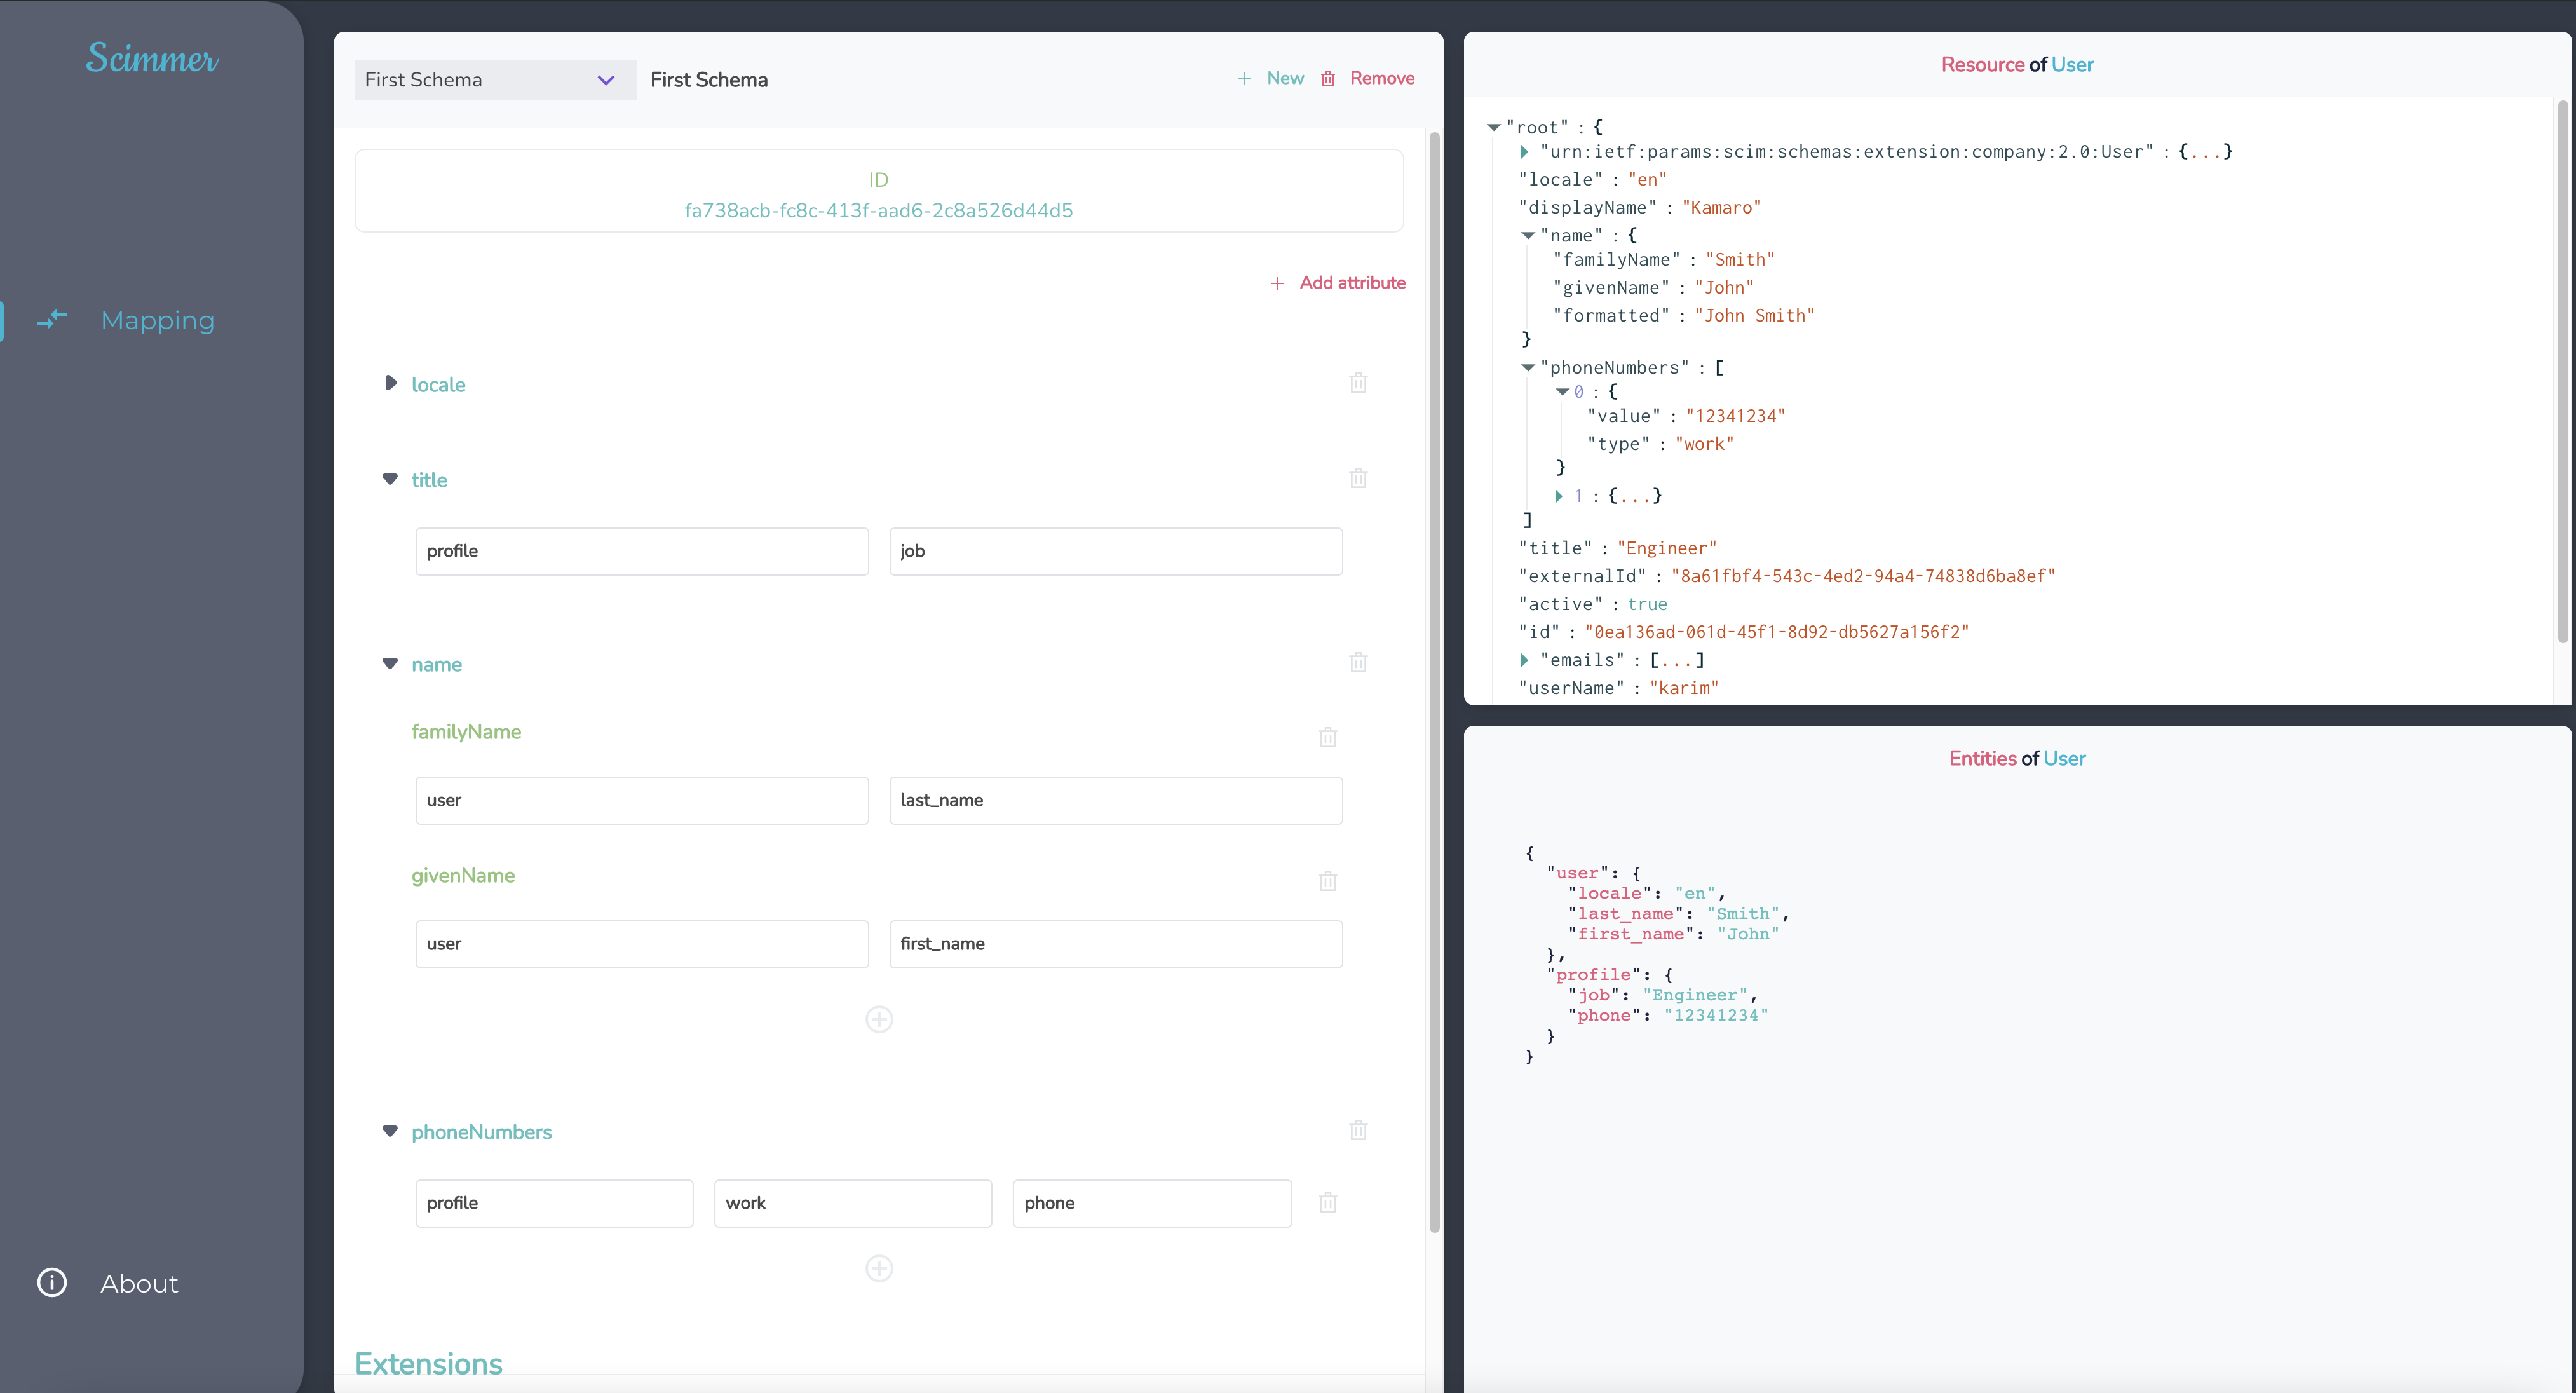 Scimmer
Mapping
About
First Schema
First Schema
+ New
Remove
ID
fa738acb-fc8c-413f-aad6-2c8a526d44d5
+ Add attribute
locale
title
profile
job
name
familyName
user
last_name
givenName
user
first_name
phoneNumbers
profile
work
phone
Extensions
Resource of User
"root" : {
"urn:ietf:params:scim:schemas:extension:company:2.0:User" : {...}
"locale" : "en"
"displayName" : "Kamaro"
"name" : {
"familyName" : "Smith"
"givenName" : "John"
"formatted" : "John Smith"
}
"phoneNumbers" : [
0 : {
"value" : "12341234"
"type" : "work"
}
1 : {...}
]
"title" : "Engineer"
"externalId" : "8a61fbf4-543c-4ed2-94a4-74838d6ba8ef"
"active" : true
"id" : "0ea136ad-061d-45f1-8d92-db5627a156f2"
"emails" : [...]
"userName" : "karim"
Entities of User
{
"user": {
"locale": "en",
"last_name": "Smith",
"first_name": "John"
},
"profile": {
"job": "Engineer",
"phone": "12341234"
}
}